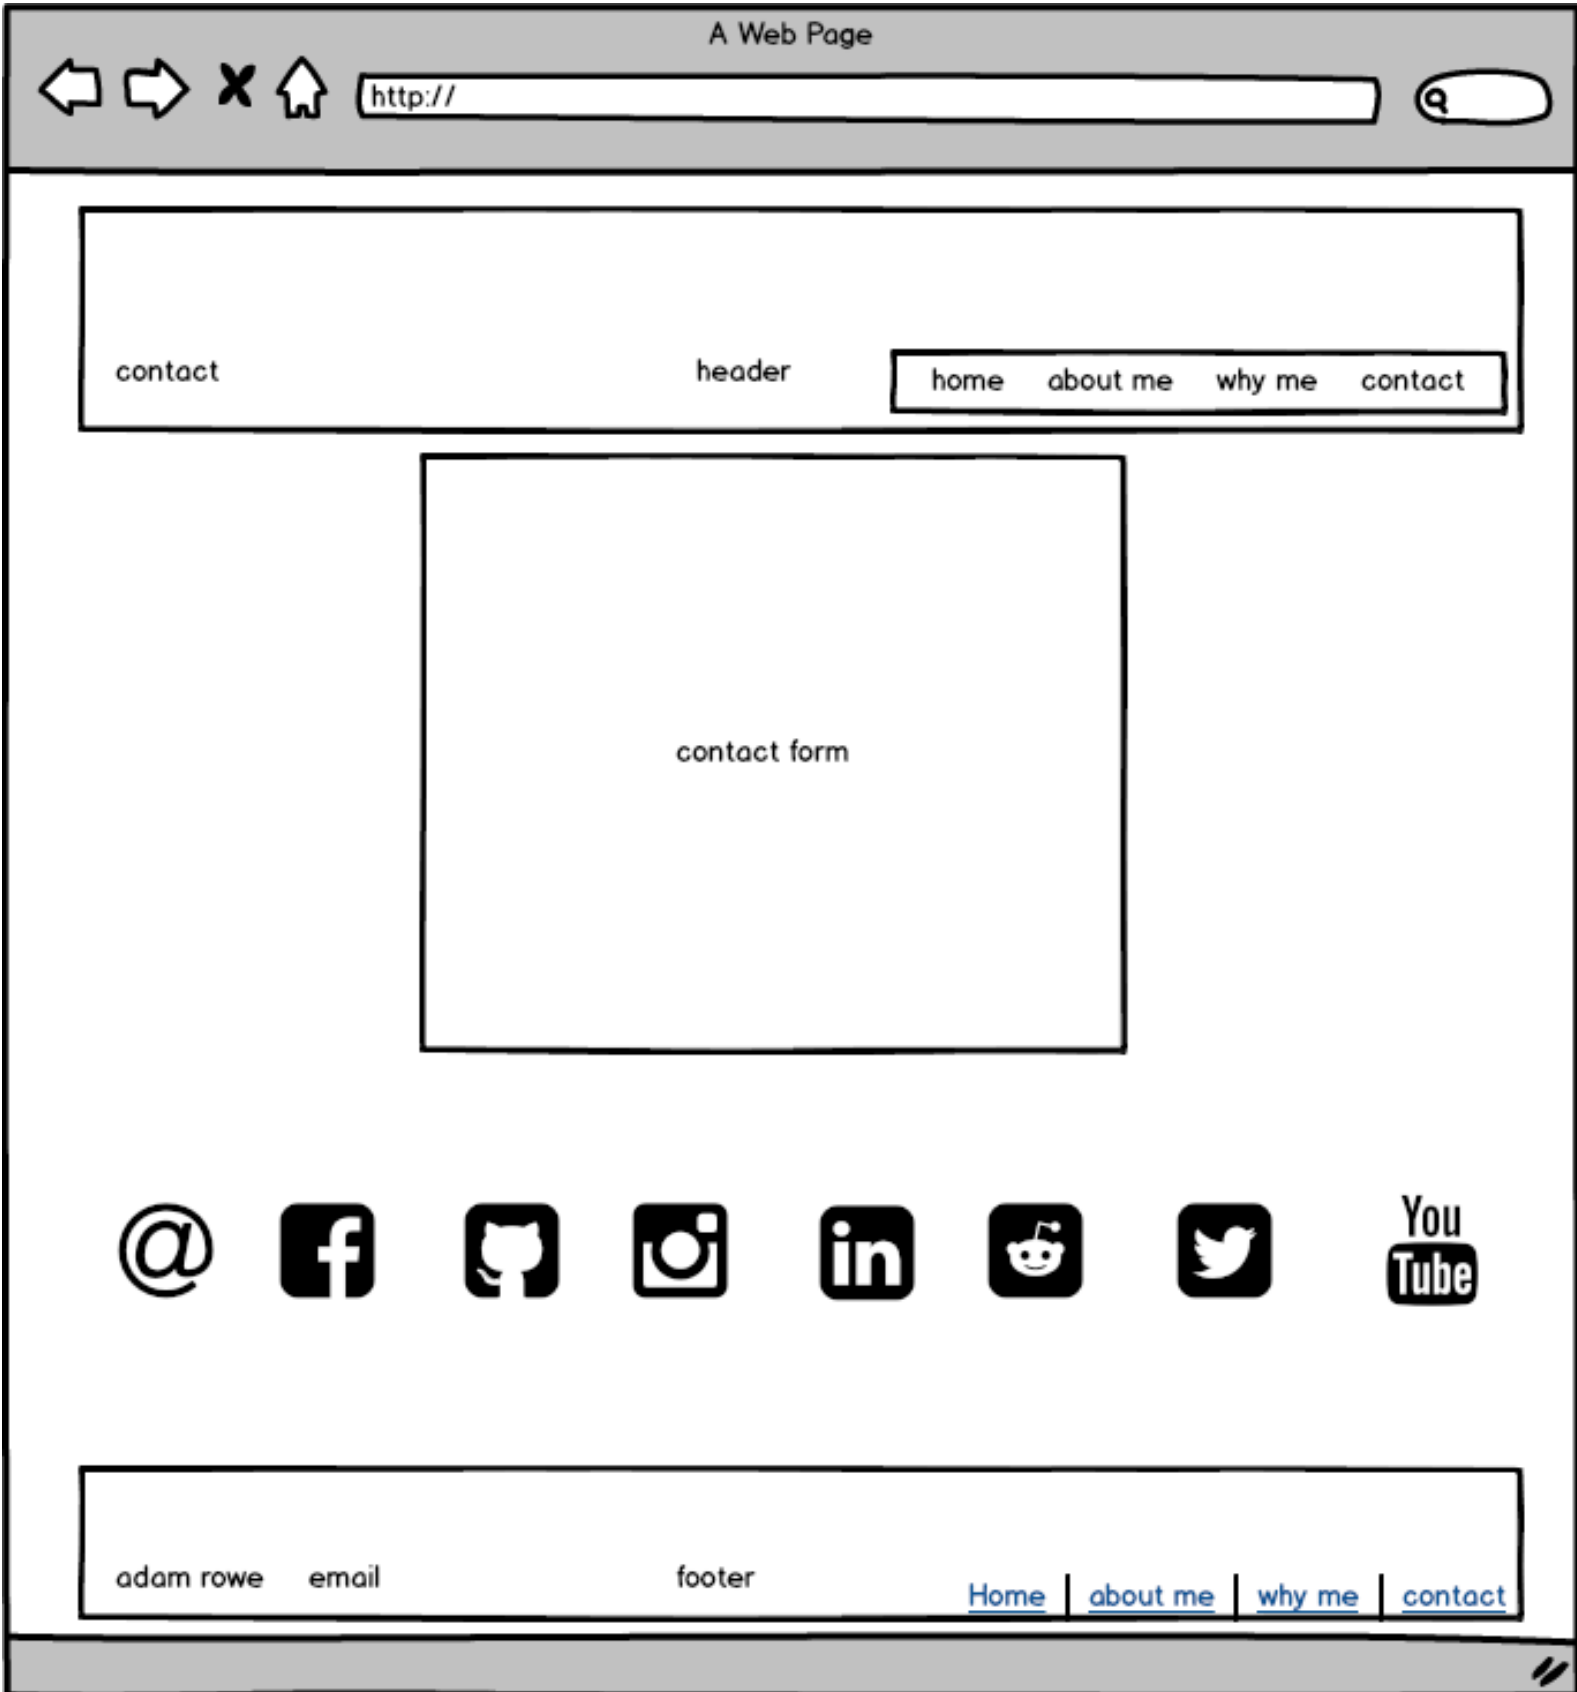 A Web Page
http://
contact header home about me why me contact
contact form
@ f in You
Tube
adam rowe email footer Home about me why me contact